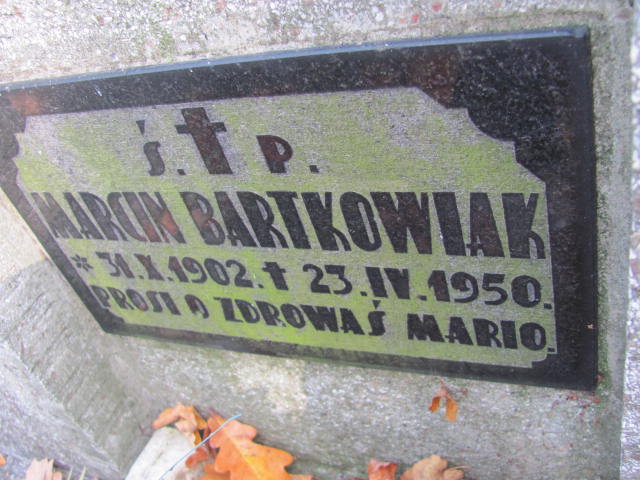 Ś. † P.
MARCIN BARTKOWIAK
* 31.X.1902. † 23.IV.1950.
PROSI O ZDROWAŚ MARIO.